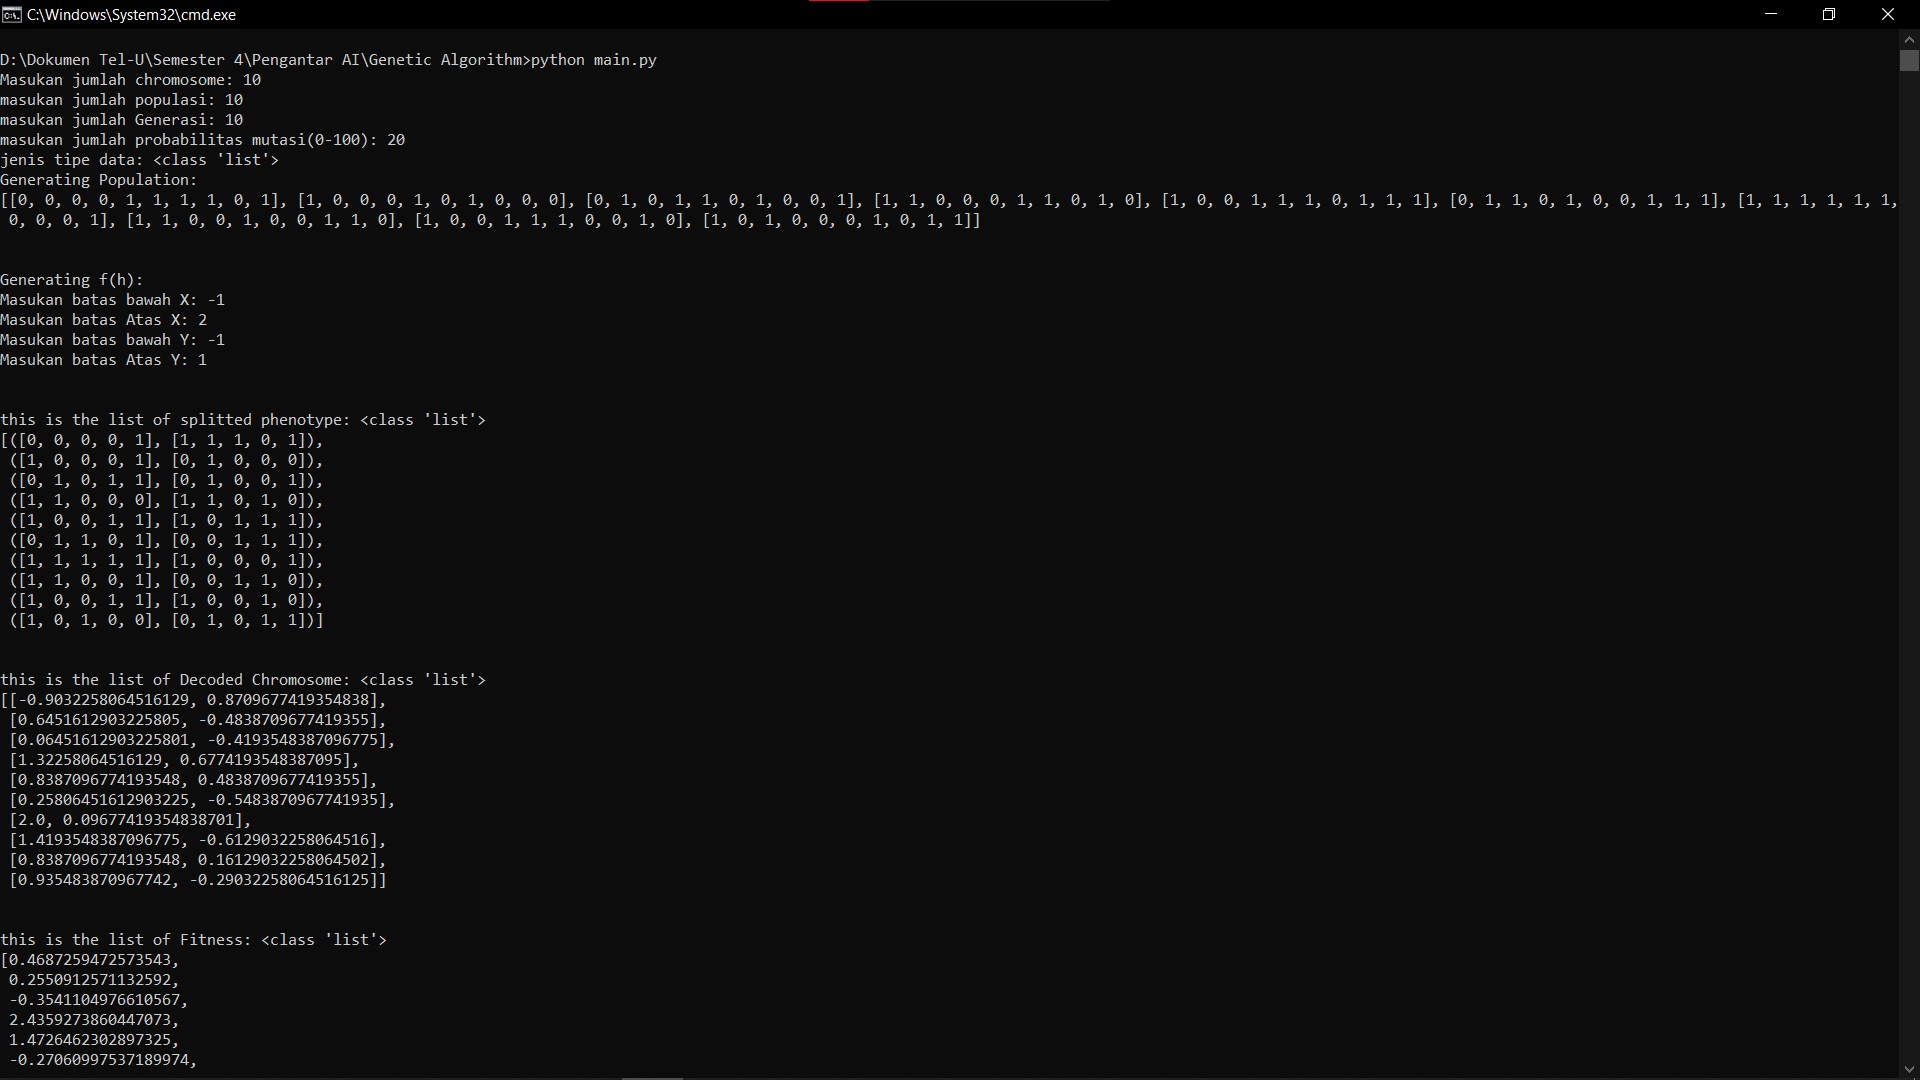 C:\Windows\System32\cmd.exe
D:\Dokumen Tel-U\Semester 4\Pengantar AI\Genetic Algorithm>python main.py
Masukan jumlah chromosome: 10
masukan jumlah populasi: 10
masukan jumlah Generasi: 10
masukan jumlah probabilitas mutasi(0-100): 20
jenis tipe data: <class 'list'>
Generating Population:
[[0, 0, 0, 0, 1, 1, 1, 1, 0, 1], [1, 0, 0, 0, 1, 0, 1, 0, 0, 0], [0, 1, 0, 1, 1, 0, 1, 0, 0, 1], [1, 1, 0, 0, 0, 1, 1, 0, 1, 0], [1, 0, 0, 1, 1, 1, 0, 1, 1, 1], [0, 1, 1, 0, 1, 0, 0, 1, 1, 1], [1, 1, 1, 1, 1, 1,
0, 0, 0, 1], [1, 1, 0, 0, 1, 0, 0, 1, 1, 0], [1, 0, 0, 1, 1, 1, 0, 0, 1, 0], [1, 0, 1, 0, 0, 0, 1, 0, 1, 1]]
Generating f(h):
Masukan batas bawah X: -1
Masukan batas Atas X: 2
Masukan batas bawah Y: -1
Masukan batas Atas Y: 1
this is the list of splitted phenotype: <class 'list'>
[([0, 0, 0, 0, 1], [1, 1, 1, 0, 1]),
([1, 0, 0, 0, 1], [0, 1, 0, 0, 0]),
([0, 1, 0, 1, 1], [0, 1, 0, 0, 1]),
([1, 1, 0, 0, 0], [1, 1, 0, 1, 0]),
([1, 0, 0, 1, 1], [1, 0, 1, 1, 1]),
([0, 1, 1, 0, 1], [0, 0, 1, 1, 1]),
([1, 1, 1, 1, 1], [1, 0, 0, 0, 1]),
([1, 1, 0, 0, 1], [0, 0, 1, 1, 0]),
([1, 0, 0, 1, 1], [1, 0, 0, 1, 0]),
([1, 0, 1, 0, 0], [0, 1, 0, 1, 1])]
this is the list of Decoded Chromosome: <class 'list'>
[[-0.9032258064516129, 0.8709677419354838],
[0.6451612903225805, -0.4838709677419355],
[0.06451612903225801, -0.4193548387096775],
[1.32258064516129, 0.6774193548387095],
[0.8387096774193548, 0.4838709677419355],
[0.25806451612903225, -0.5483870967741935],
[2.0, 0.09677419354838701],
[1.4193548387096775, -0.6129032258064516],
[0.8387096774193548, 0.16129032258064502],
[0.935483870967742, -0.29032258064516125]]
this is the list of Fitness: <class 'list'>
[0.4687259472573543,
0.2550912571132592,
-0.3541104976610567,
2.4359273860447073,
1.4726462302897325,
-0.27060997537189974,